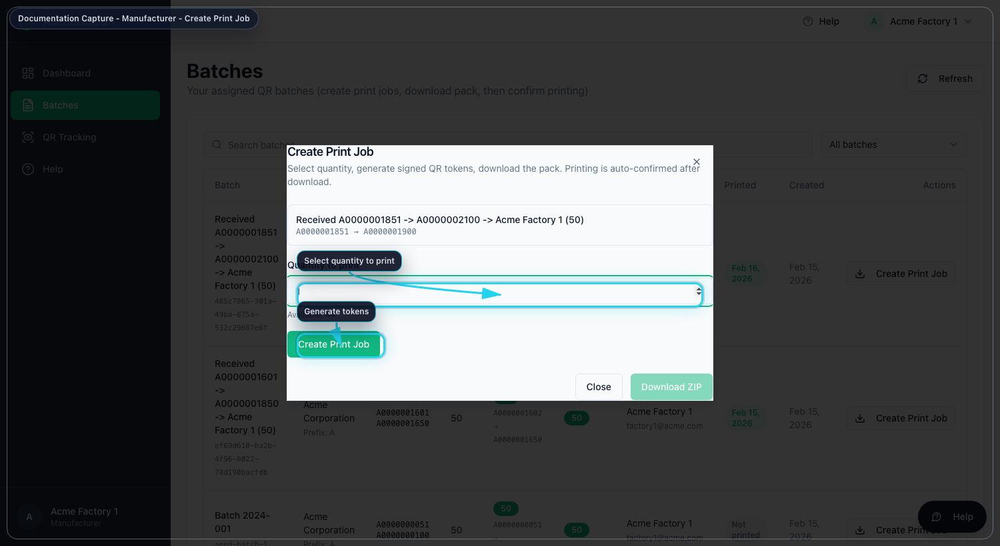 Documentation Capture - Manufacturer - Create Print Job
Help
A
Acme Factory 1
Dashboard
Batches
QR Tracking
Help
Batches
Your assigned QR batches (create print jobs, download pack, then confirm printing)
Refresh
Search batches
All batches
Batch
Printed
Created
Actions
Received
A0000001851
->
A0000002100
-> Acme
Factory 1 (50)
485c7865-301a-
49ba-875a-
532c29687e6f
Feb 16,
2026
Feb 15,
2026
Create Print Job
Create Print Job
Select quantity, generate signed QR tokens, download the pack. Printing is auto-confirmed after
download.
Received A0000001851 -> A0000002100 -> Acme Factory 1 (50)
A0000001851 → A0000001900
Select quantity to print
Quantity to print
Generate tokens
Create Print Job
Close
Download ZIP
Received
A0000001601
->
A0000001850
-> Acme
Factory 1 (50)
ef69d610-ba2b-
4f96-8022-
74d190bacfdb
Acme
Corporation
Prefix: A
A0000001601
A0000001650
50
A0000001602
→
A0000001650
50
Acme Factory 1
factory1@acme.com
Feb 15,
2026
Feb 15,
2026
Create Print Job
Batch 2024-
001
seed-batch-1
Acme
Corporation
Prefix: A
A0000000051
A0000000100
50
50
A0000000051
→
50
Acme Factory 1
factory1@acme.com
Not
printed
Feb 15,
2026
Create Print Job
A
Acme Factory 1
Manufacturer
Help